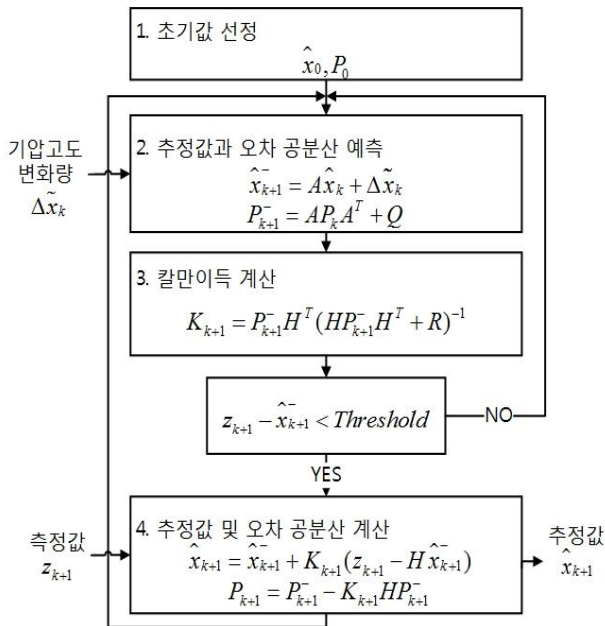 1. 초기값 선정
x̂₀, P₀
기압고도
변화량
Δx̃ₖ
2. 추정값과 오차 공분산 예측
x̂⁻ₖ₊₁ = Ax̂ₖ + Δx̃ₖ
P⁻ₖ₊₁ = APₖAᵀ + Q
3. 칼만이득 계산
Kₖ₊₁ = P⁻ₖ₊₁Hᵀ(HP⁻ₖ₊₁Hᵀ + R)⁻¹
zₖ₊₁ − x̂⁻ₖ₊₁ < Threshold
NO
YES
측정값
zₖ₊₁
4. 추정값 및 오차 공분산 계산
x̂ₖ₊₁ = x̂⁻ₖ₊₁ + Kₖ₊₁(zₖ₊₁ − Hx̂⁻ₖ₊₁)
Pₖ₊₁ = P⁻ₖ₊₁ − Kₖ₊₁HP⁻ₖ₊₁
추정값
x̂ₖ₊₁